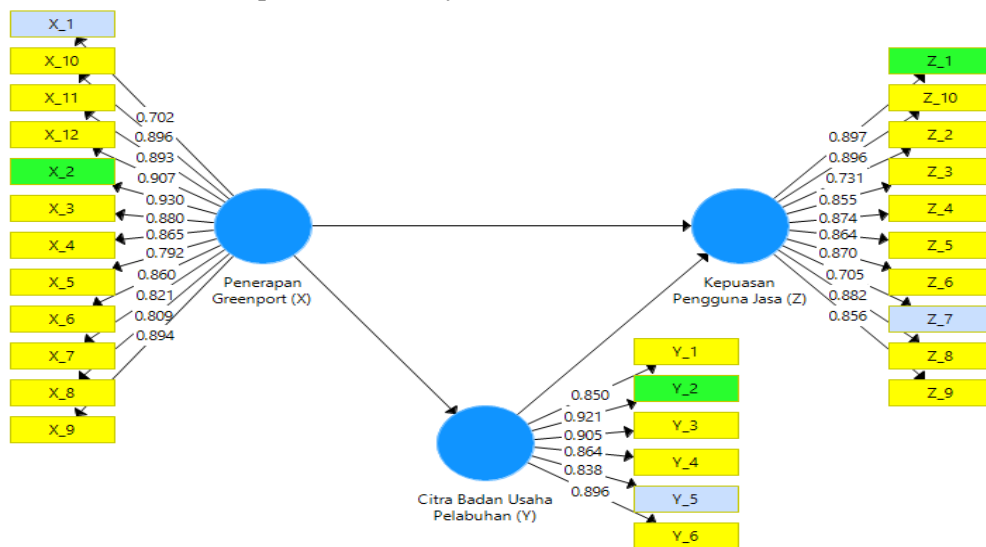 X_1
X_10
X_11
X_12
X_2
X_3
X_4
X_5
X_6
X_7
X_8
X_9
0.702
0.896
0.893
0.907
0.930
0.880
0.865
0.792
0.860
0.821
0.809
0.894
Penerapan
Greenport (X)
Citra Badan Usaha
Pelabuhan (Y)
0.850
0.921
0.905
0.864
0.838
0.896
Y_1
Y_2
Y_3
Y_4
Y_5
Y_6
Kepuasan
Pengguna Jasa (Z)
0.897
0.896
0.731
0.855
0.874
0.864
0.870
0.705
0.882
0.856
Z_1
Z_10
Z_2
Z_3
Z_4
Z_5
Z_6
Z_7
Z_8
Z_9